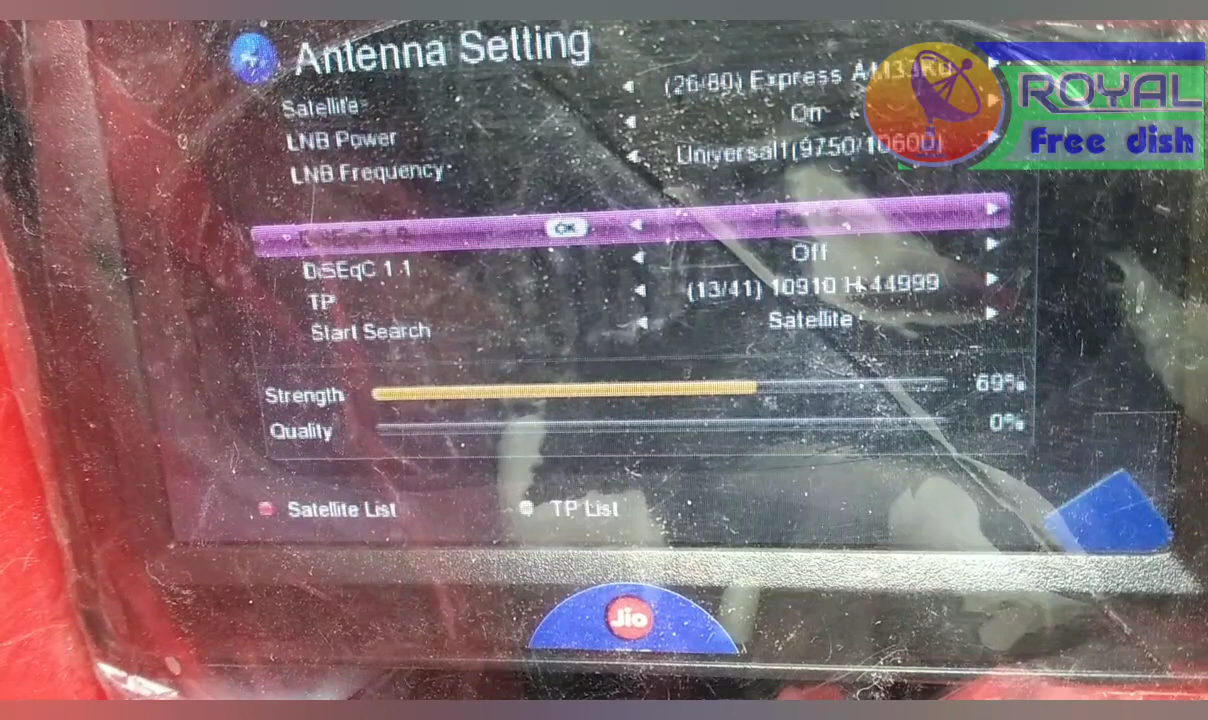 Antenna Setting
Satellite (26/80) Express AM33Ku
LNB Power On
LNB Frequency Universal1(9750/10600)
OK
DiSEqC 1.1 Off
TP (13/41) 10910 H 44999
Start Search Satellite
Strength 69%
Quality 0%
Satellite List TP List
Jio
ROYAL
Free dish